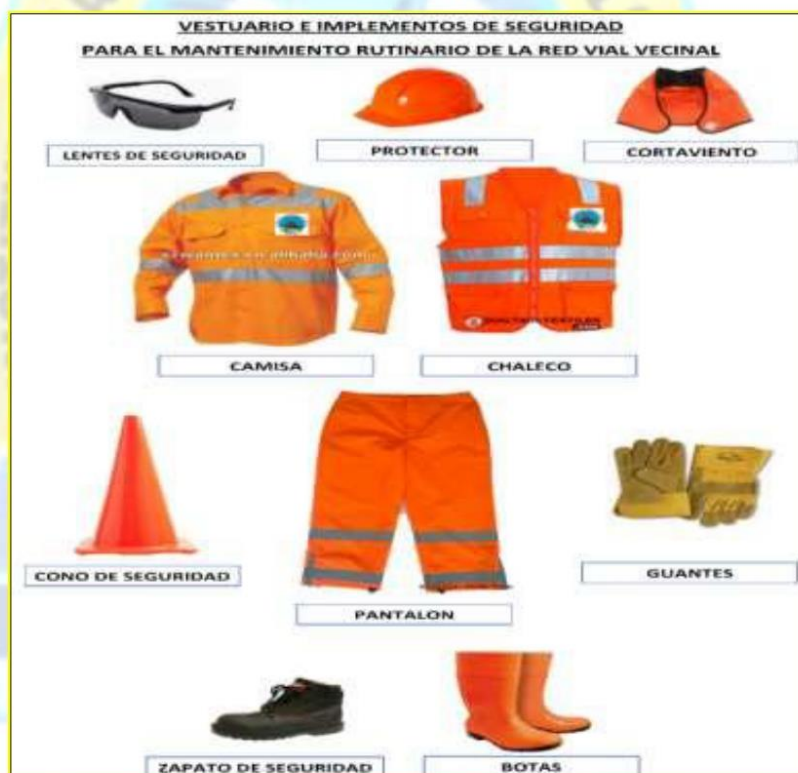 VESTUARIO E IMPLEMENTOS DE SEGURIDAD
PARA EL MANTENIMIENTO RUTINARIO DE LA RED VIAL VECINAL
LENTES DE SEGURIDAD
PROTECTOR
CORTAVIENTO
CAMISA
CHALECO
CONO DE SEGURIDAD
GUANTES
PANTALON
ZAPATO DE SEGURIDAD
BOTAS